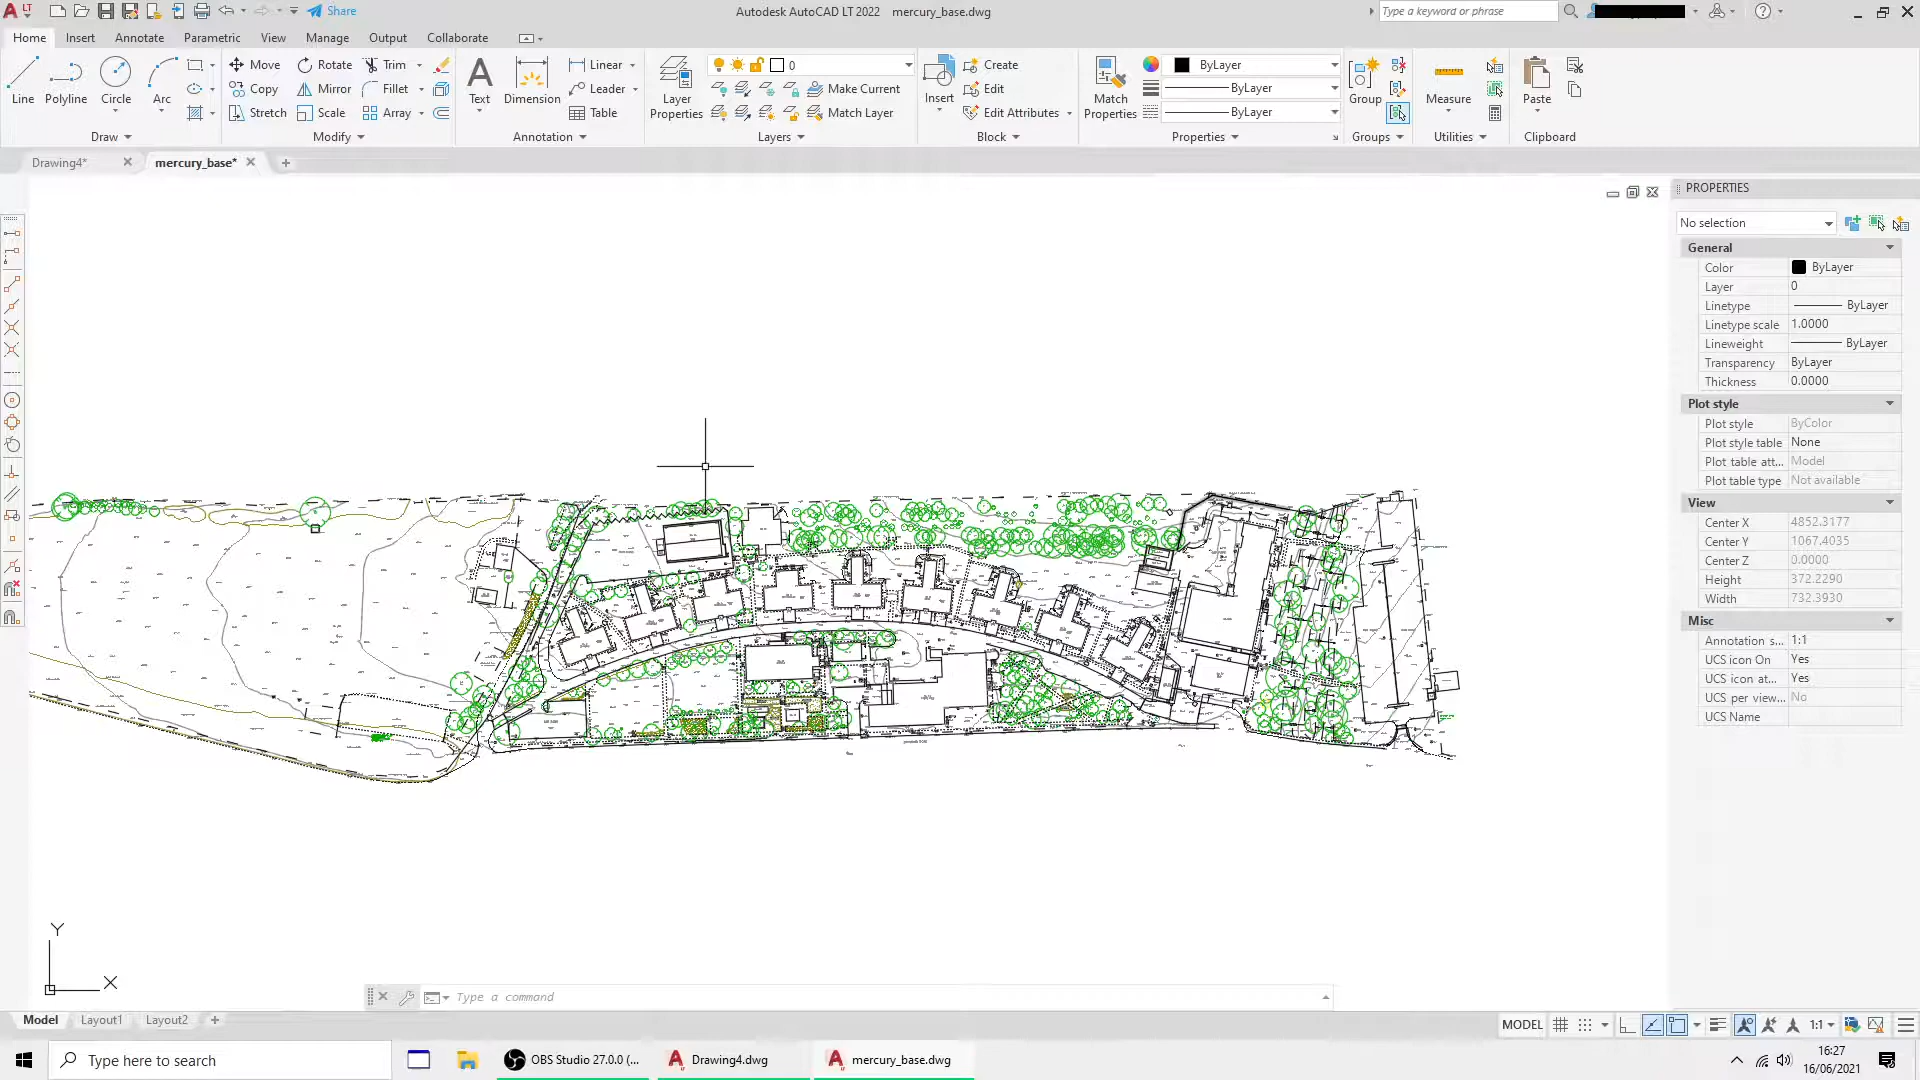 LT
Share
Autodesk AutoCAD LT 2022 mercury_base.dwg
Type a keyword or phrase
Home Insert Annotate Parametric View Manage Output Collaborate
Line Polyline Circle Arc
Draw
Move Rotate Trim
Copy Mirror Fillet
Stretch Scale Array
Modify
Text Dimension
Linear
Leader
Table
Annotation
Layer Properties
0
Make Current
Match Layer
Layers
Insert
Create
Edit
Edit Attributes
Block
Match Properties
ByLayer
ByLayer
ByLayer
Properties
Group
Groups
Measure
Utilities
Paste
Clipboard
Drawing4* mercury_base*
PROPERTIES
No selection
General
Color ByLayer
Layer 0
Linetype ByLayer
Linetype scale 1.0000
Lineweight ByLayer
Transparency ByLayer
Thickness 0.0000
Plot style
Plot style ByColor
Plot style table None
Plot table att... Model
Plot table type Not available
View
Center X 4852.3177
Center Y 1067.4035
Center Z 0.0000
Height 372.2290
Width 732.3930
Misc
Annotation s... 1:1
UCS icon On Yes
UCS icon at... Yes
UCS per view... No
UCS Name
Y
X
Type a command
Model Layout1 Layout2
MODEL 1:1
Type here to search
OBS Studio 27.0.0 (... Drawing4.dwg mercury_base.dwg
16:27
16/06/2021